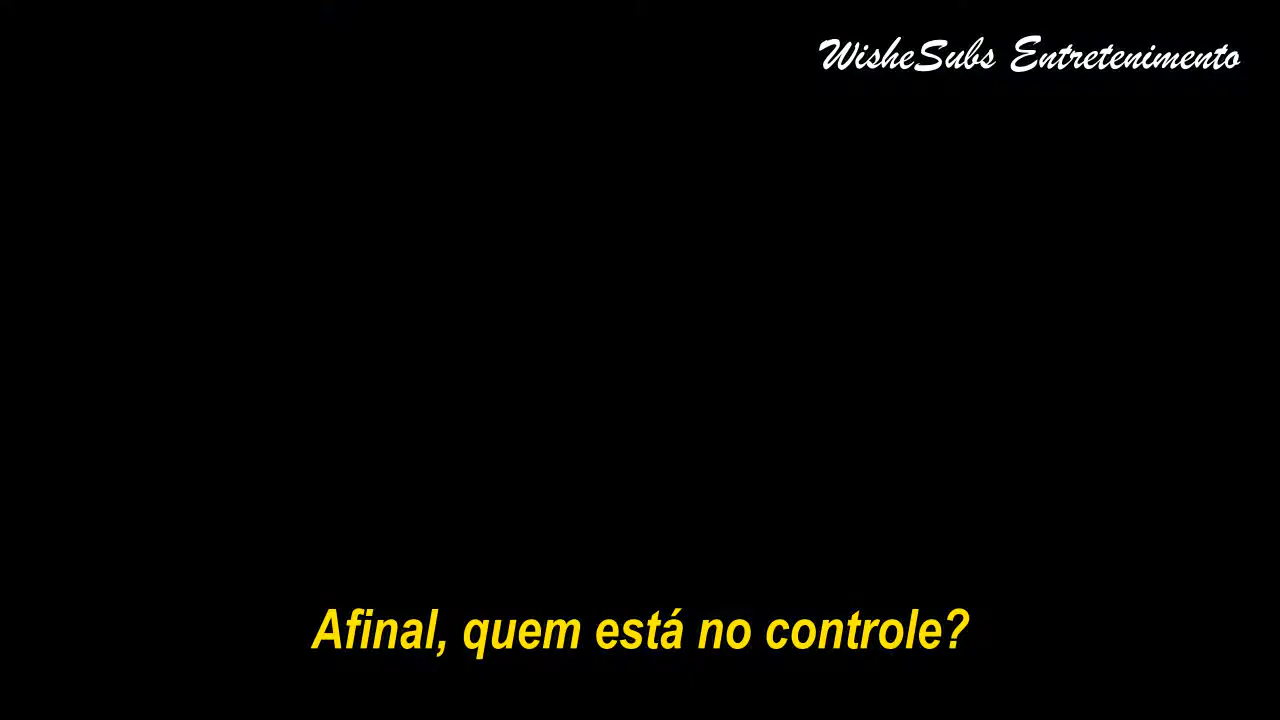 WisheSubs Entretenimento
Afinal, quem está no controle?